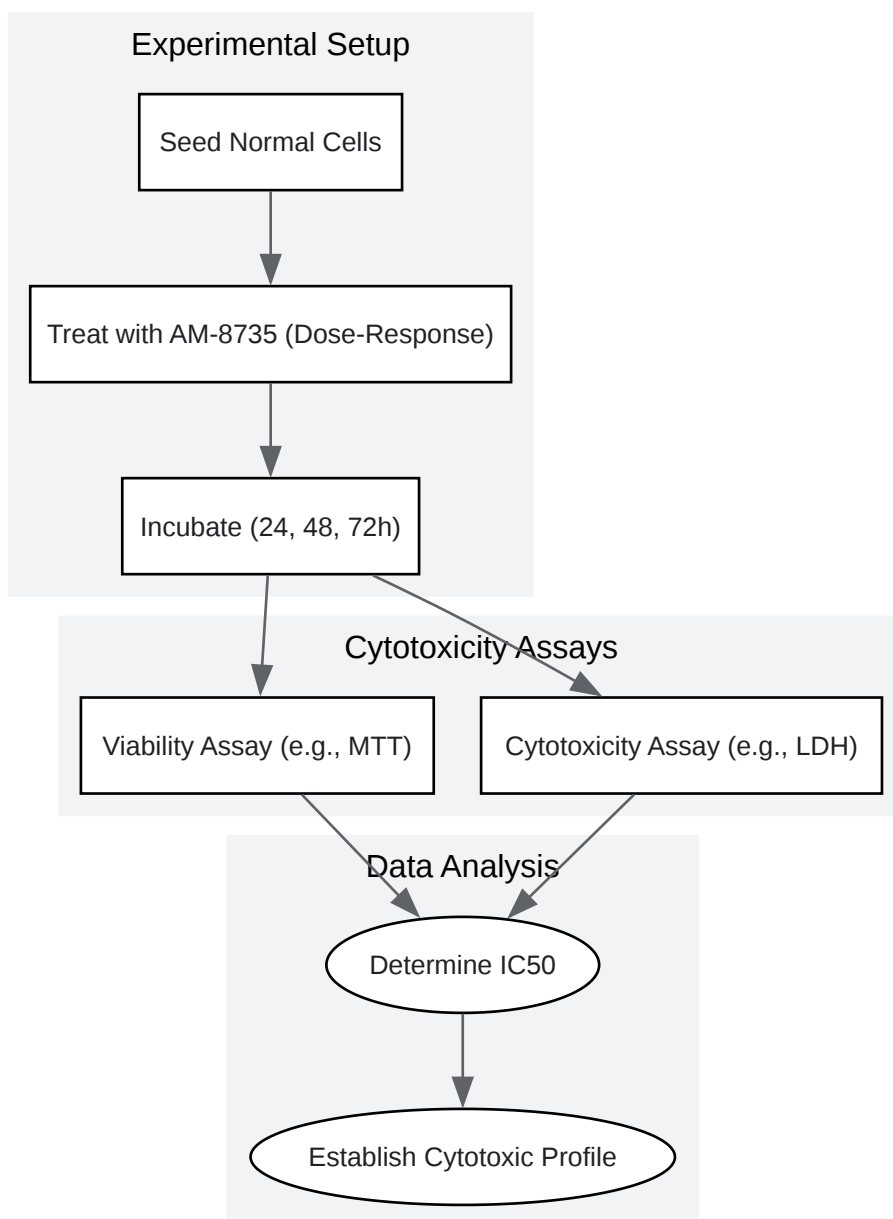 Experimental Setup
Seed Normal Cells
Treat with AM-8735 (Dose-Response)
Incubate (24, 48, 72h)
Cytotoxicity Assays
Viability Assay (e.g., MTT)
Cytotoxicity Assay (e.g., LDH)
Data Analysis
Determine IC50
Establish Cytotoxic Profile